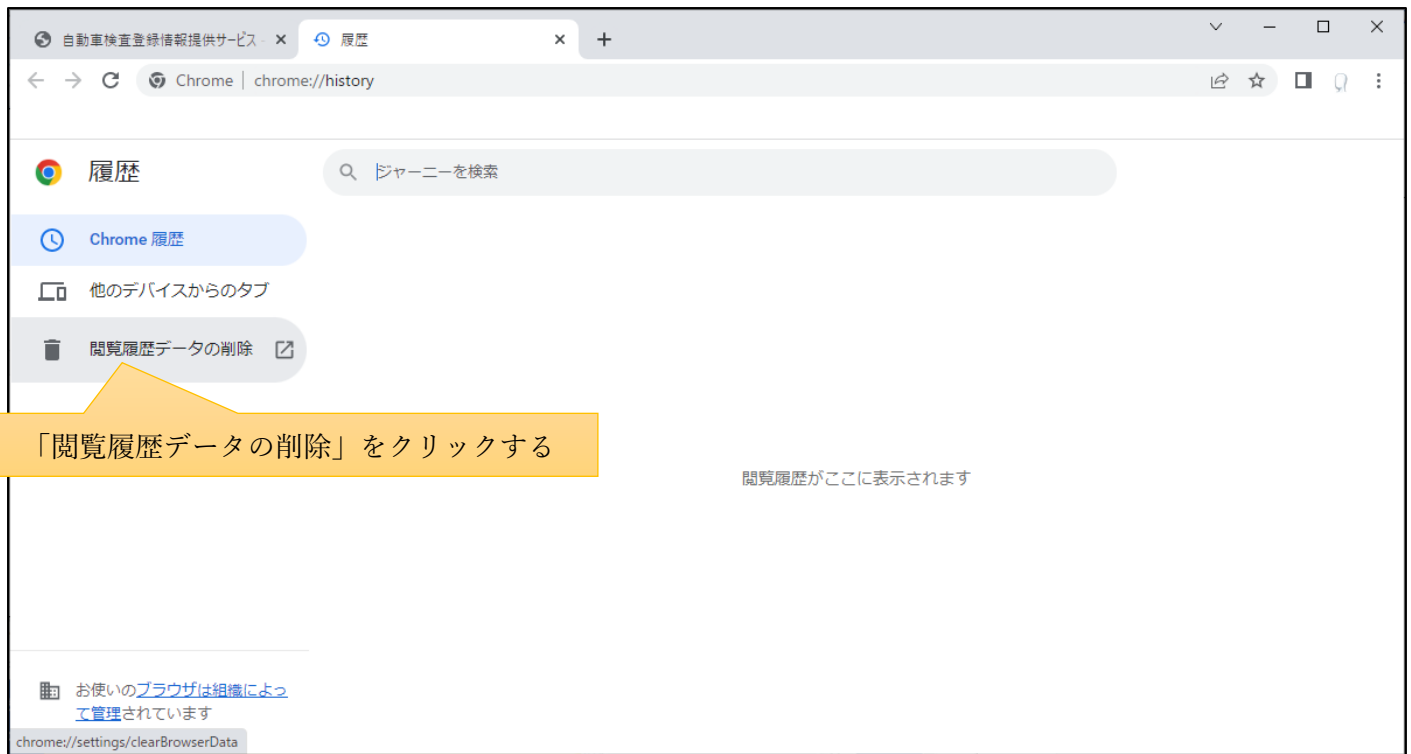 自動車検査登録情報提供サービス -
履歴
Chrome | chrome://history
履歴
ジャーニーを検索
Chrome 履歴
他のデバイスからのタブ
閲覧履歴データの削除
「閲覧履歴データの削除」をクリックする
閲覧履歴がここに表示されます
お使いのブラウザは組織によっ
て管理されています
chrome://settings/clearBrowserData